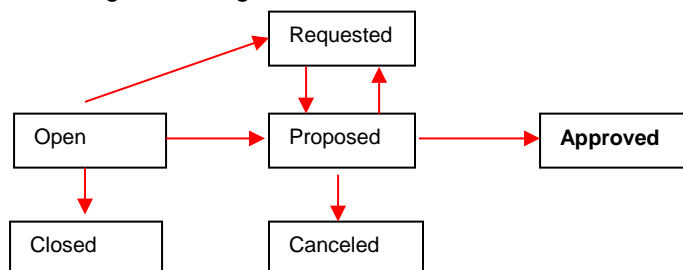 Requested
Open
Proposed
Approved
Closed
Canceled